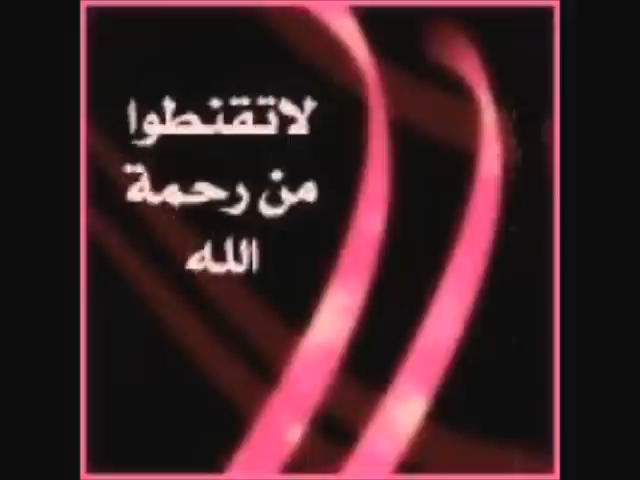 لاتقنطوا
من رحمة
الله